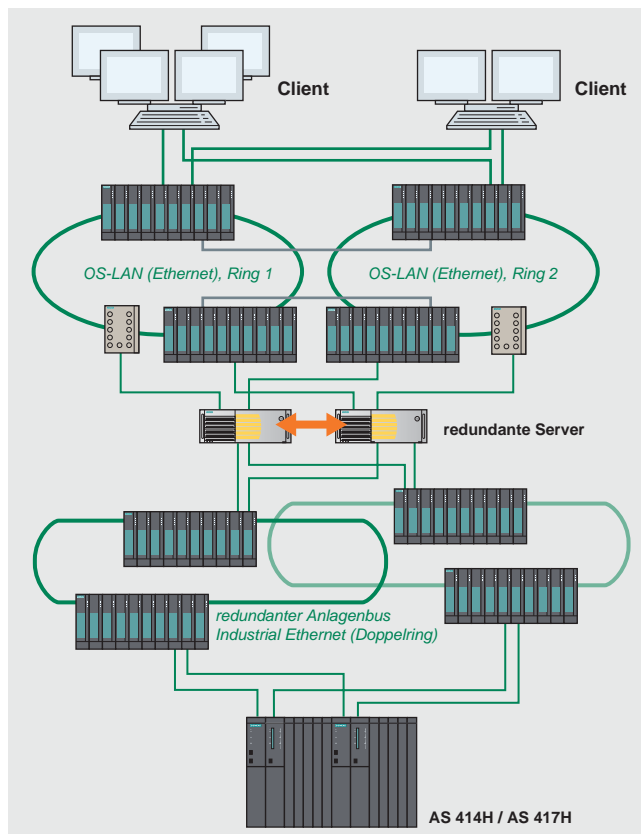 Client
Client
OS-LAN (Ethernet), Ring 1
OS-LAN (Ethernet), Ring 2
redundante Server
redundanter Anlagenbus
Industrial Ethernet (Doppelring)
AS 414H / AS 417H